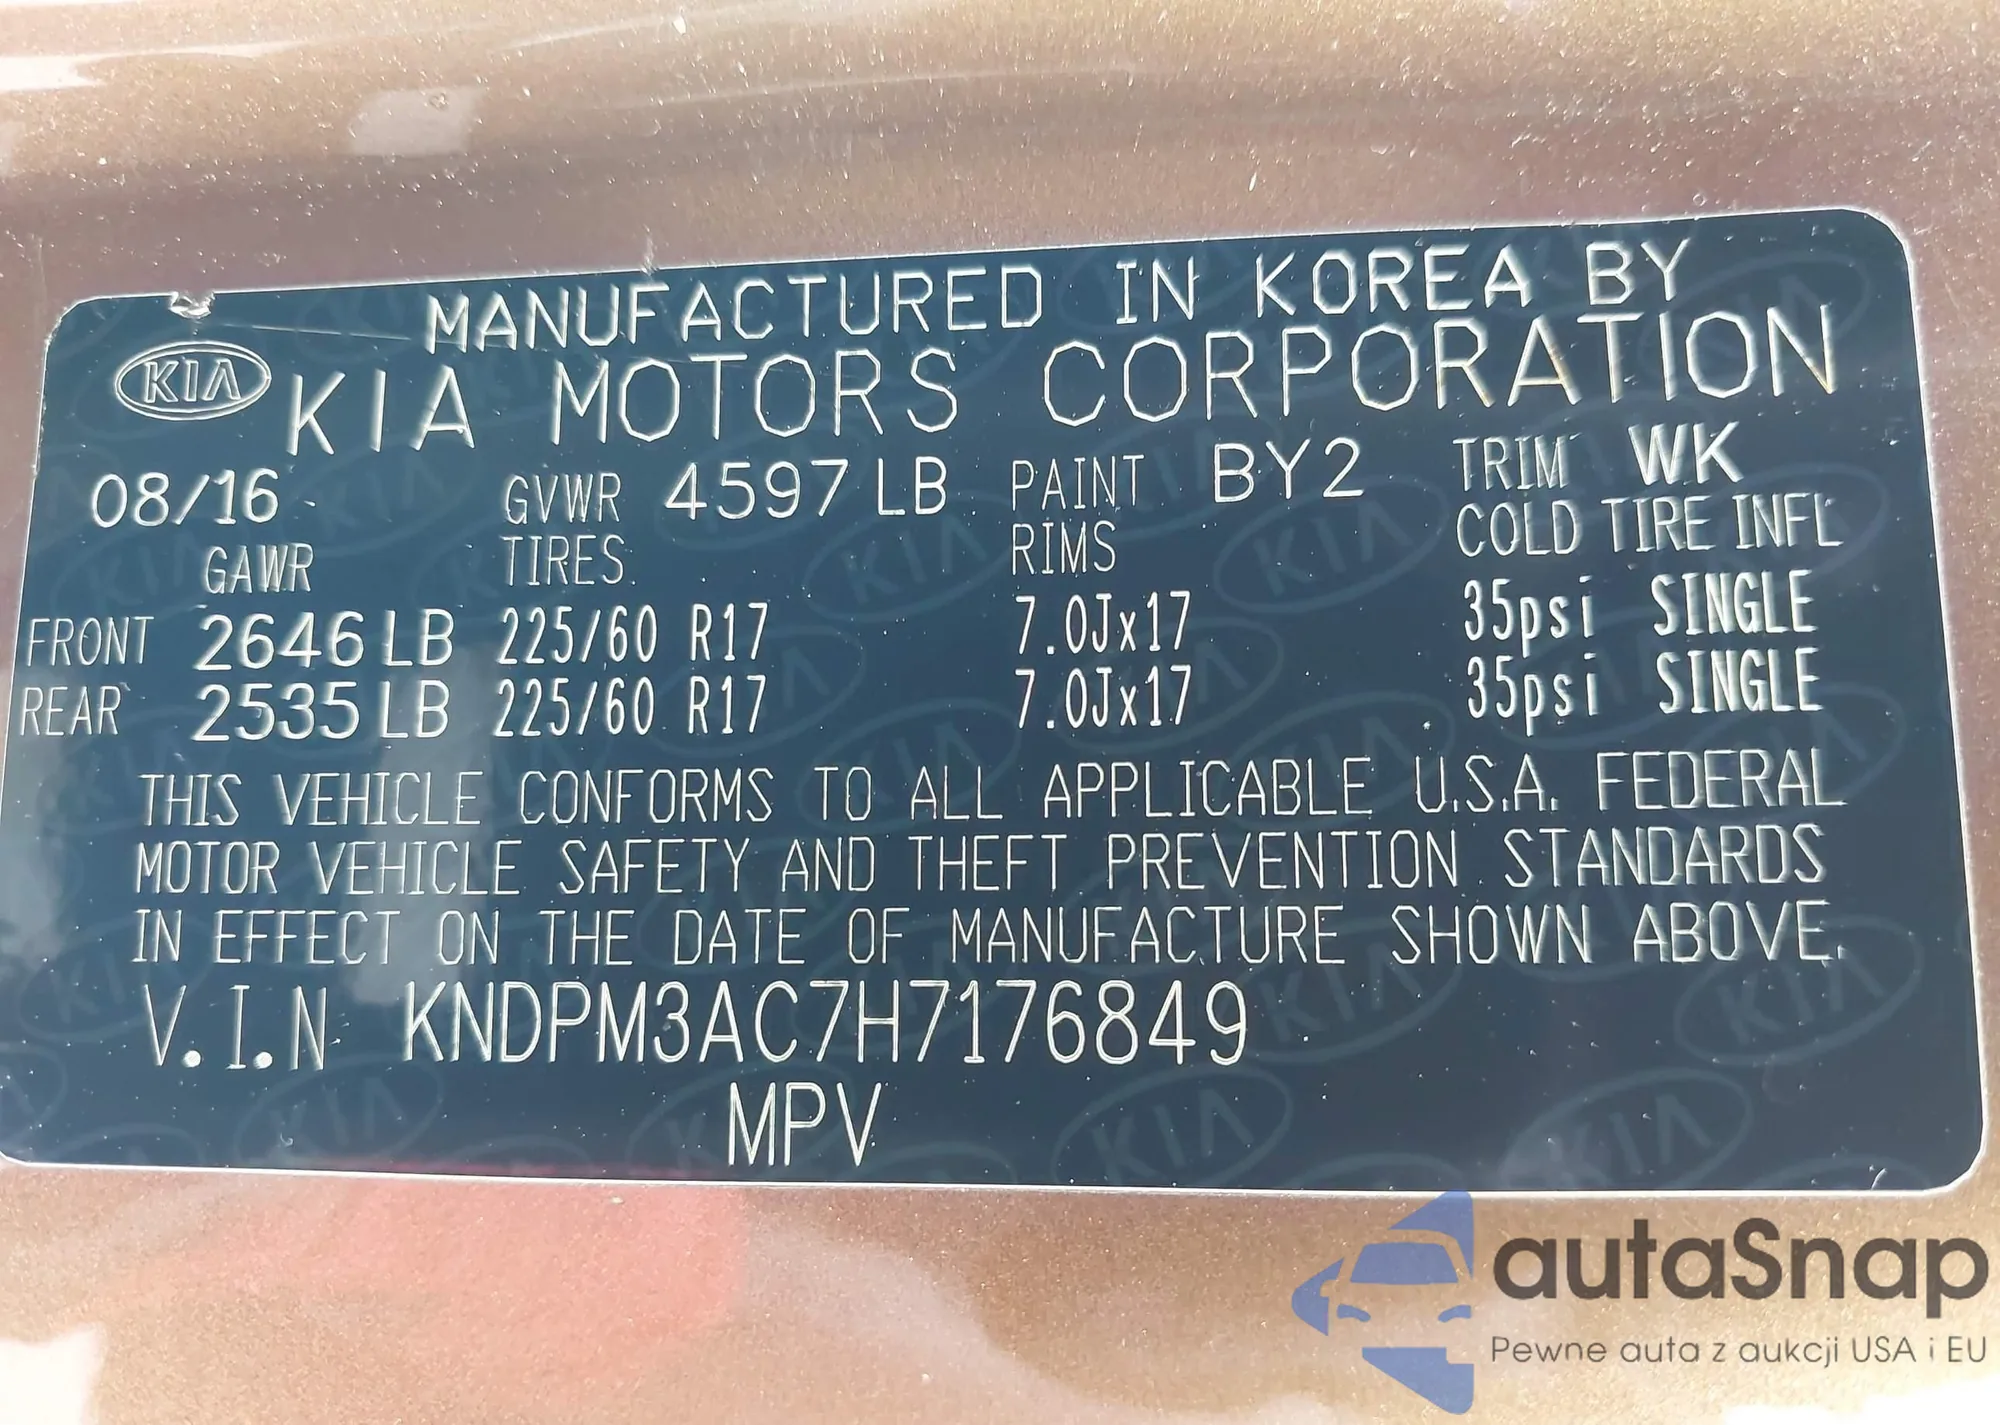 MANUFACTURED IN KOREA BY
KIA KIA MOTORS CORPORATION
08/16 GVWR 4597 LB PAINT BY2 TRIM WK
GAWR TIRES RIMS COLD TIRE INFL
FRONT 2646 LB 225/60 R17 7.0Jx17 35psi SINGLE
REAR 2535 LB 225/60 R17 7.0Jx17 35psi SINGLE
THIS VEHICLE CONFORMS TO ALL APPLICABLE U.S.A. FEDERAL
MOTOR VEHICLE SAFETY AND THEFT PREVENTION STANDARDS
IN EFFECT ON THE DATE OF MANUFACTURE SHOWN ABOVE.
V.I.N KNDPM3AC7H7176849
MPV
autaSnap
Pewne auta z aukcji USA i EU